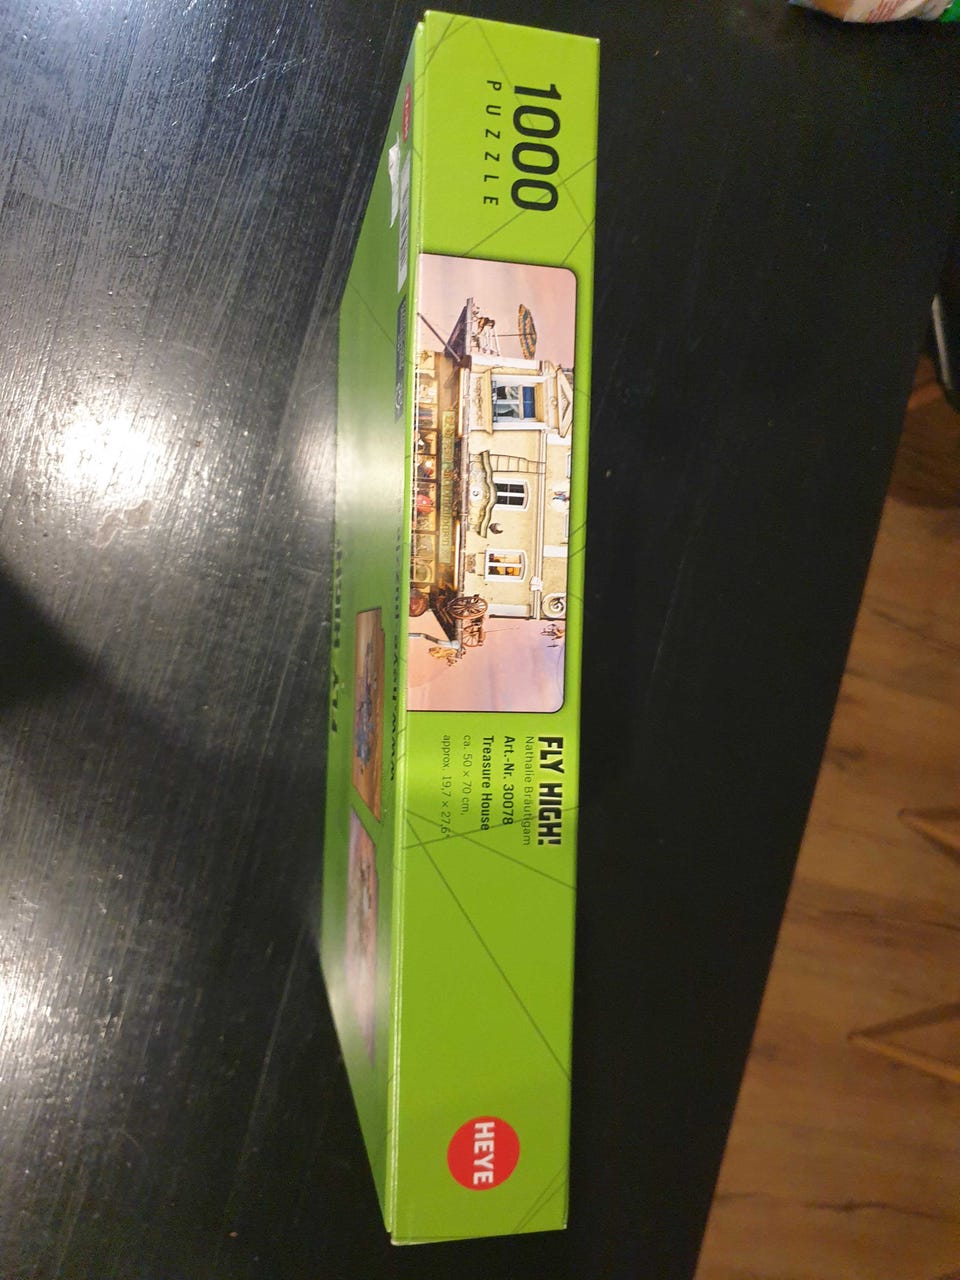 1000
PUZZLE
FLY HIGH!
Nathalie Bräutigam
Art.-Nr. 30078
Treasure House
ca. 50 x 70 cm,
approx. 19,7 x 27,6"
HEYE